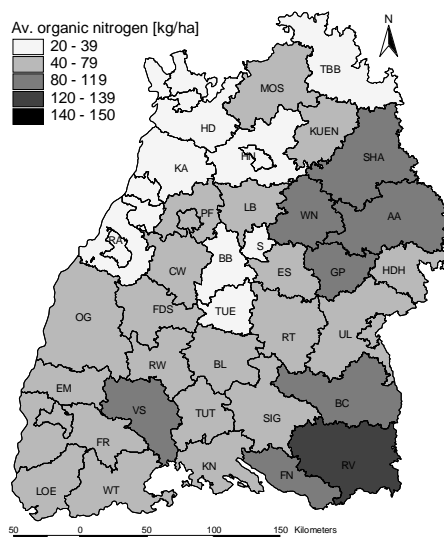 Av. organic nitrogen [kg/ha]
20 - 39
40 - 79
80 - 119
120 - 139
140 - 150
N
TBB
MOS
HD
KUEN
HN
SHA
KA
PF
LB
WN
AA
RA
S
CW
BB
ES
GP
HDH
OG
FDS
TUE
RT
UL
RW
BL
EM
VS
TUT
SIG
BC
FR
KN
FN
RV
LOE
WT
50 0 50 100 150 Kilometers